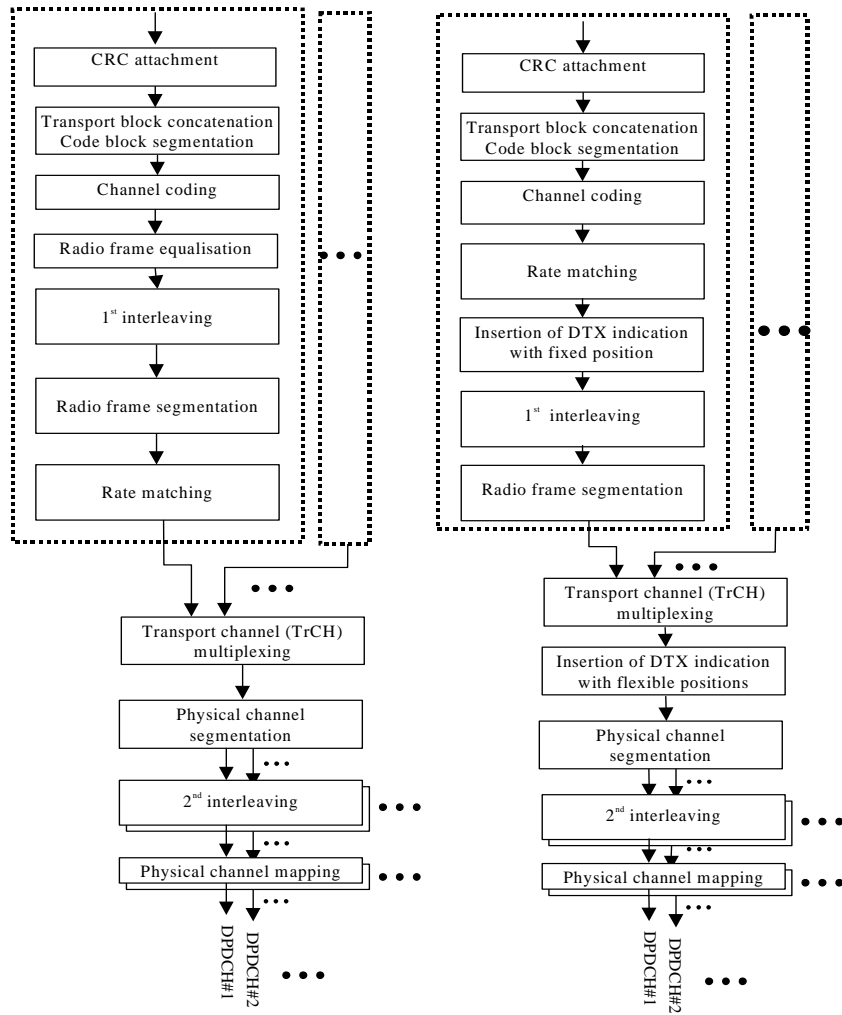 CRC attachment
Transport block concatenation
Code block segmentation
Channel coding
Radio frame equalisation
1st interleaving
Radio frame segmentation
Rate matching
Transport channel (TrCH)
multiplexing
Physical channel
segmentation
2nd interleaving
Physical channel mapping
DPDCH#1
DPDCH#2
CRC attachment
Transport block concatenation
Code block segmentation
Channel coding
Rate matching
Insertion of DTX indication
with fixed position
1st interleaving
Radio frame segmentation
Transport channel (TrCH)
multiplexing
Insertion of DTX indication
with flexible positions
Physical channel
segmentation
2nd interleaving
Physical channel mapping
DPDCH#1
DPDCH#2